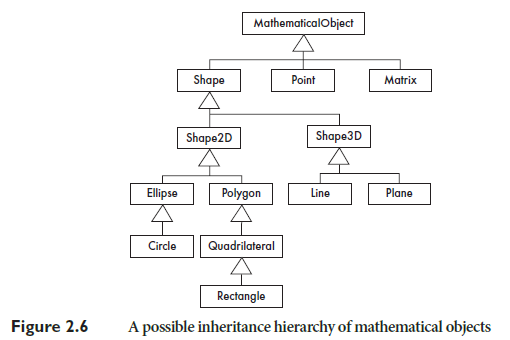 MathematicalObject
Shape Point Matrix
Shape2D Shape3D
Ellipse Polygon Line Plane
Circle Quadrilateral
Rectangle
Figure 2.6 A possible inheritance hierarchy of mathematical objects